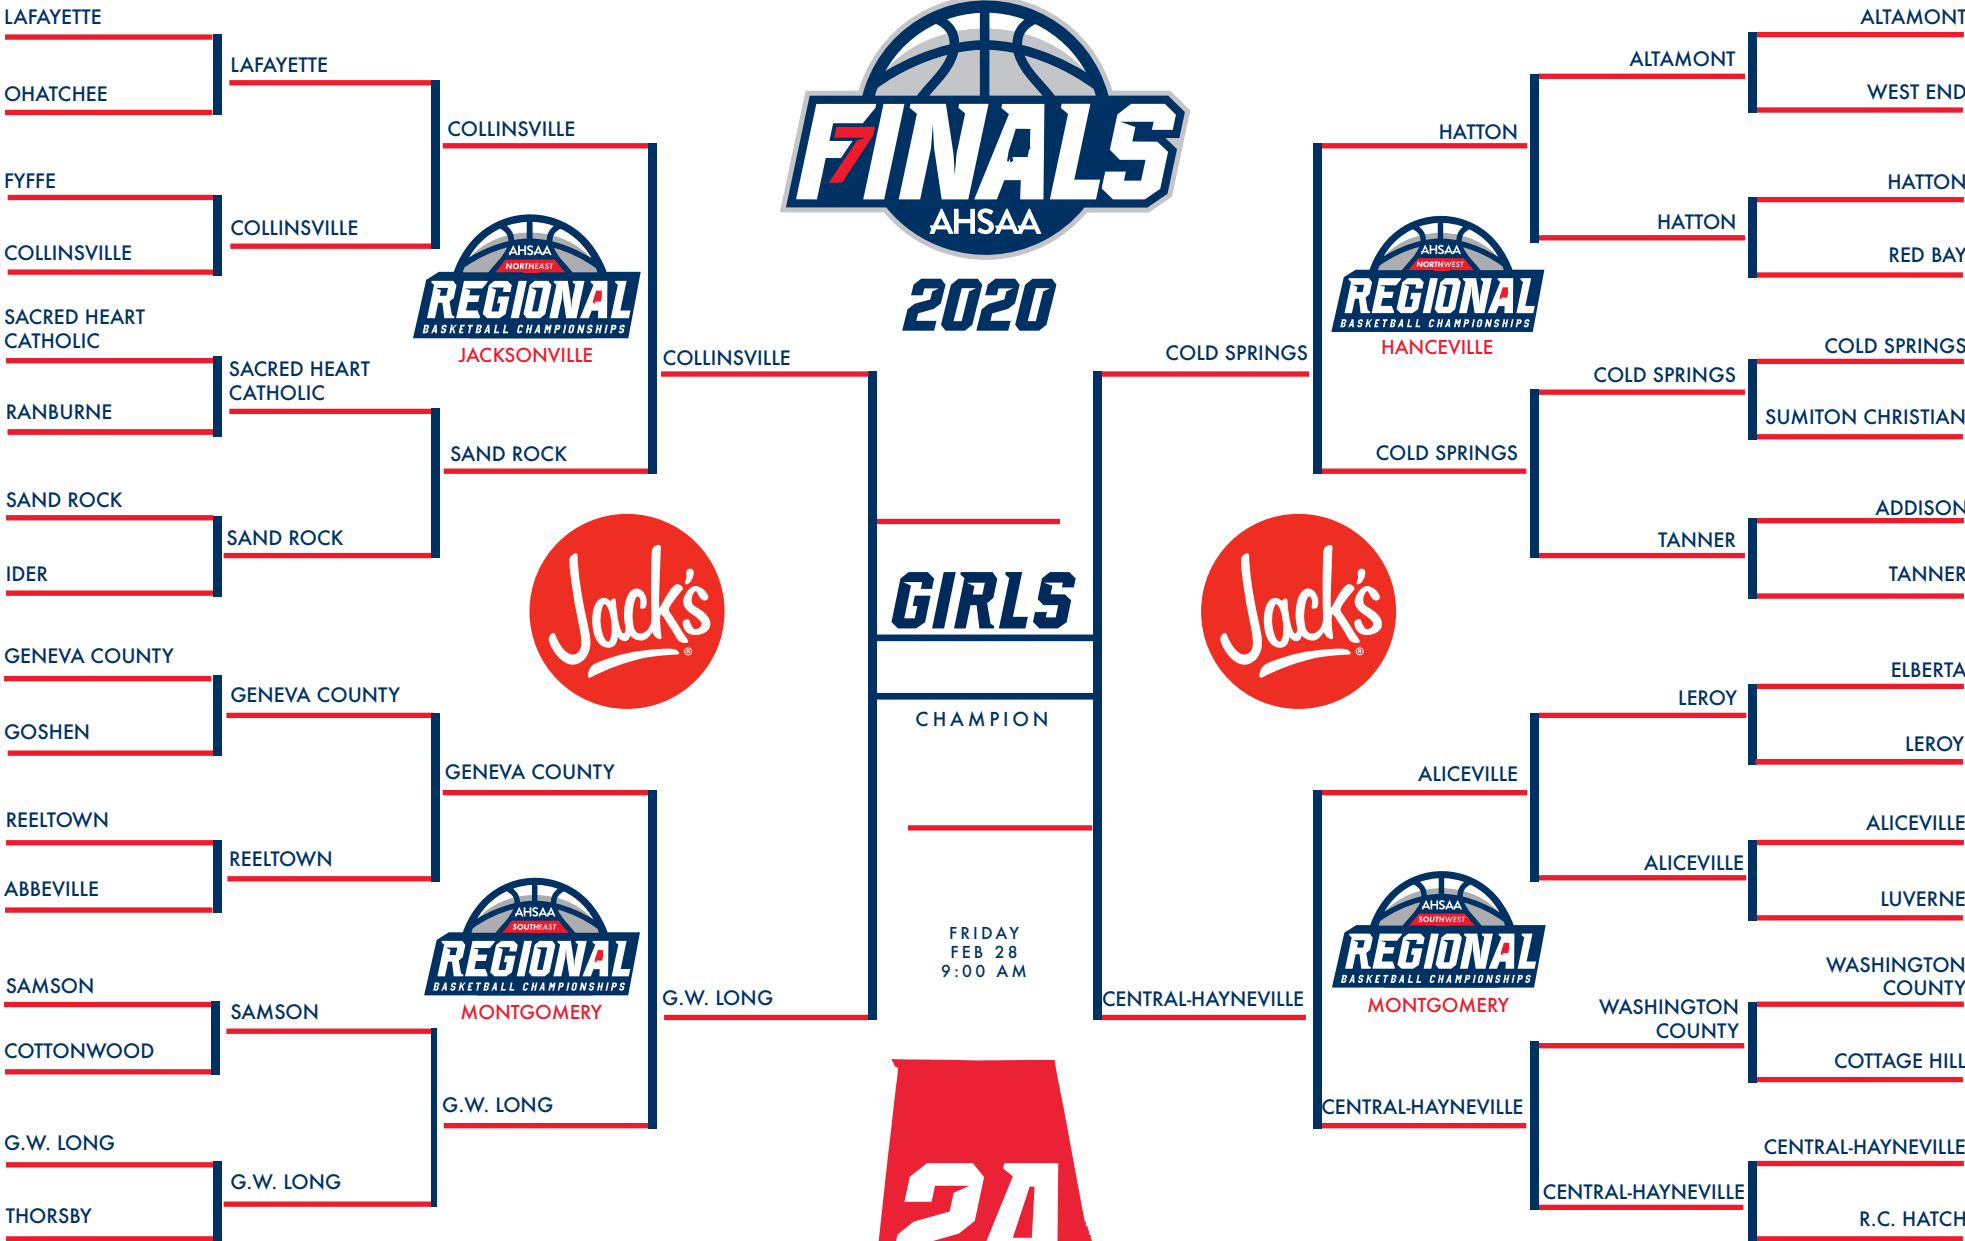 LAFAYETTE
OHATCHEE
FYFFE
COLLINSVILLE
SACRED HEART
CATHOLIC
RANBURNE
SAND ROCK
IDER
GENEVA COUNTY
GOSHEN
REELTOWN
ABBEVILLE
SAMSON
COTTONWOOD
G.W. LONG
THORSBY
LAFAYETTE
COLLINSVILLE
SACRED HEART
CATHOLIC
SAND ROCK
GENEVA COUNTY
REELTOWN
SAMSON
G.W. LONG
COLLINSVILLE
AHSAA
NORTHEAST
REGIONAL
BASKETBALL CHAMPIONSHIPS
JACKSONVILLE
SAND ROCK
Jack's
®
GENEVA COUNTY
AHSAA
SOUTHEAST
REGIONAL
BASKETBALL CHAMPIONSHIPS
MONTGOMERY
G.W. LONG
COLLINSVILLE
G.W. LONG
F7INALS
AHSAA
2020
GIRLS
CHAMPION
FRIDAY
FEB 28
9:00 AM
2A
COLD SPRINGS
CENTRAL-HAYNEVILLE
HATTON
AHSAA
NORTHWEST
REGIONAL
BASKETBALL CHAMPIONSHIPS
HANCEVILLE
COLD SPRINGS
Jack's
®
ALICEVILLE
AHSAA
SOUTHWEST
REGIONAL
BASKETBALL CHAMPIONSHIPS
MONTGOMERY
CENTRAL-HAYNEVILLE
ALTAMONT
HATTON
COLD SPRINGS
TANNER
LEROY
ALICEVILLE
WASHINGTON
COUNTY
CENTRAL-HAYNEVILLE
ALTAMONT
WEST END
HATTON
RED BAY
COLD SPRINGS
SUMITON CHRISTIAN
ADDISON
TANNER
ELBERTA
LEROY
ALICEVILLE
LUVERNE
WASHINGTON
COUNTY
COTTAGE HILL
CENTRAL-HAYNEVILLE
R.C. HATCH